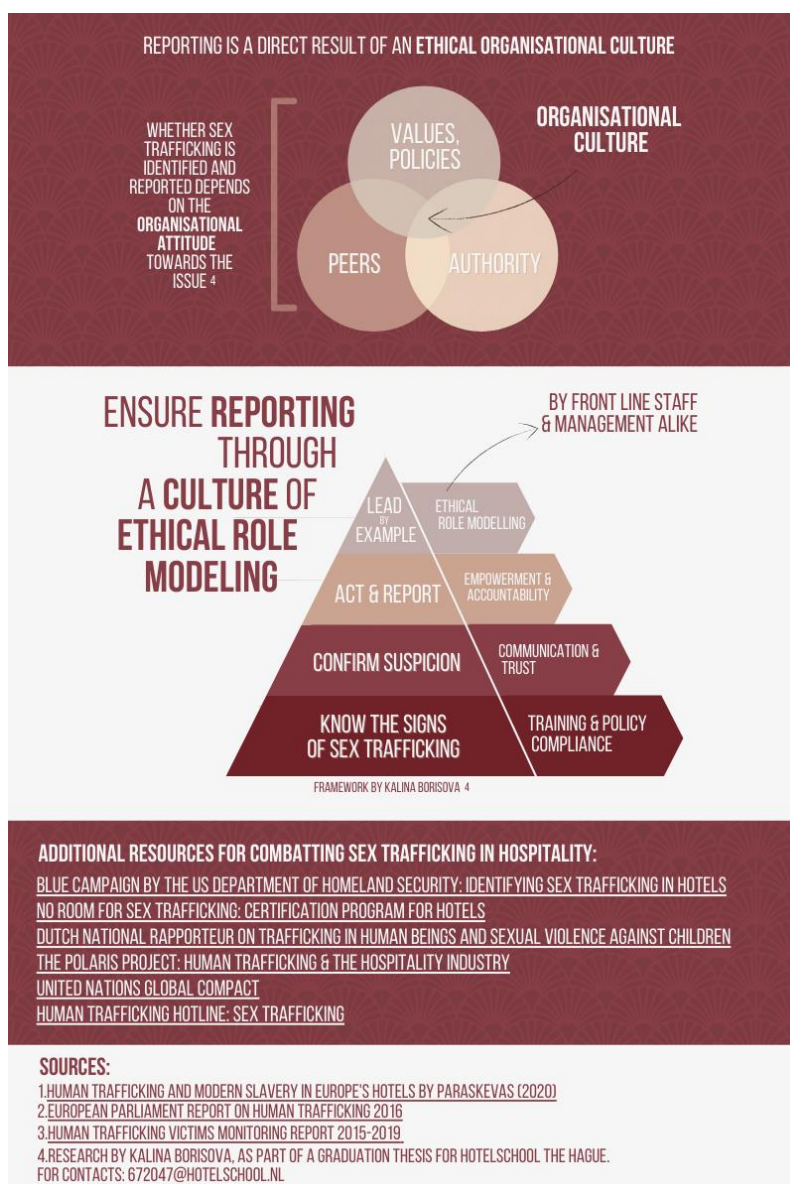 REPORTING IS A DIRECT RESULT OF AN ETHICAL ORGANISATIONAL CULTURE
WHETHER SEX
TRAFFICKING IS
IDENTIFIED AND
REPORTED DEPENDS
ON THE
ORGANISATIONAL
ATTITUDE
TOWARDS THE
ISSUE 4
VALUES,
POLICIES
PEERS
AUTHORITY
ORGANISATIONAL
CULTURE
ENSURE REPORTING
THROUGH
A CULTURE OF
ETHICAL ROLE
MODELING
BY FRONT LINE STAFF
& MANAGEMENT ALIKE
LEAD
BY
EXAMPLE
ETHICAL
ROLE MODELLING
ACT & REPORT
EMPOWERMENT &
ACCOUNTABILITY
CONFIRM SUSPICION
COMMUNICATION &
TRUST
KNOW THE SIGNS
OF SEX TRAFFICKING
TRAINING & POLICY
COMPLIANCE
FRAMEWORK BY KALINA BORISOVA 4
ADDITIONAL RESOURCES FOR COMBATTING SEX TRAFFICKING IN HOSPITALITY:
BLUE CAMPAIGN BY THE US DEPARTMENT OF HOMELAND SECURITY: IDENTIFYING SEX TRAFFICKING IN HOTELS
NO ROOM FOR SEX TRAFFICKING: CERTIFICATION PROGRAM FOR HOTELS
DUTCH NATIONAL RAPPORTEUR ON TRAFFICKING IN HUMAN BEINGS AND SEXUAL VIOLENCE AGAINST CHILDREN
THE POLARIS PROJECT: HUMAN TRAFFICKING & THE HOSPITALITY INDUSTRY
UNITED NATIONS GLOBAL COMPACT
HUMAN TRAFFICKING HOTLINE: SEX TRAFFICKING
SOURCES:
1.HUMAN TRAFFICKING AND MODERN SLAVERY IN EUROPE'S HOTELS BY PARASKEVAS (2020)
2.EUROPEAN PARLIAMENT REPORT ON HUMAN TRAFFICKING 2016
3.HUMAN TRAFFICKING VICTIMS MONITORING REPORT 2015-2019
4.RESEARCH BY KALINA BORISOVA, AS PART OF A GRADUATION THESIS FOR HOTELSCHOOL THE HAGUE.
FOR CONTACTS: 672047@HOTELSCHOOL.NL